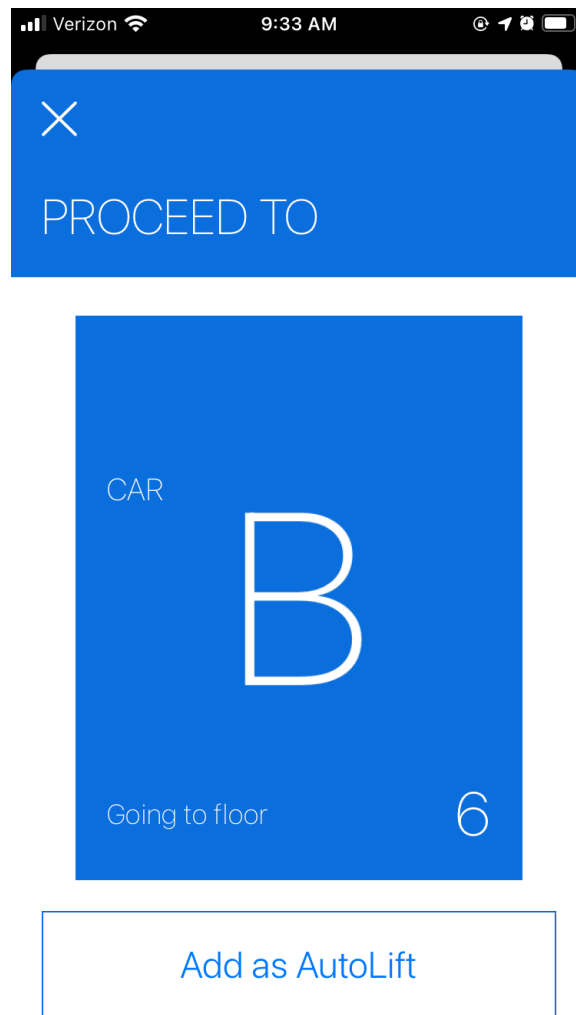 Verizon 9:33 AM
PROCEED TO
CAR
B
Going to floor 6
Add as AutoLift